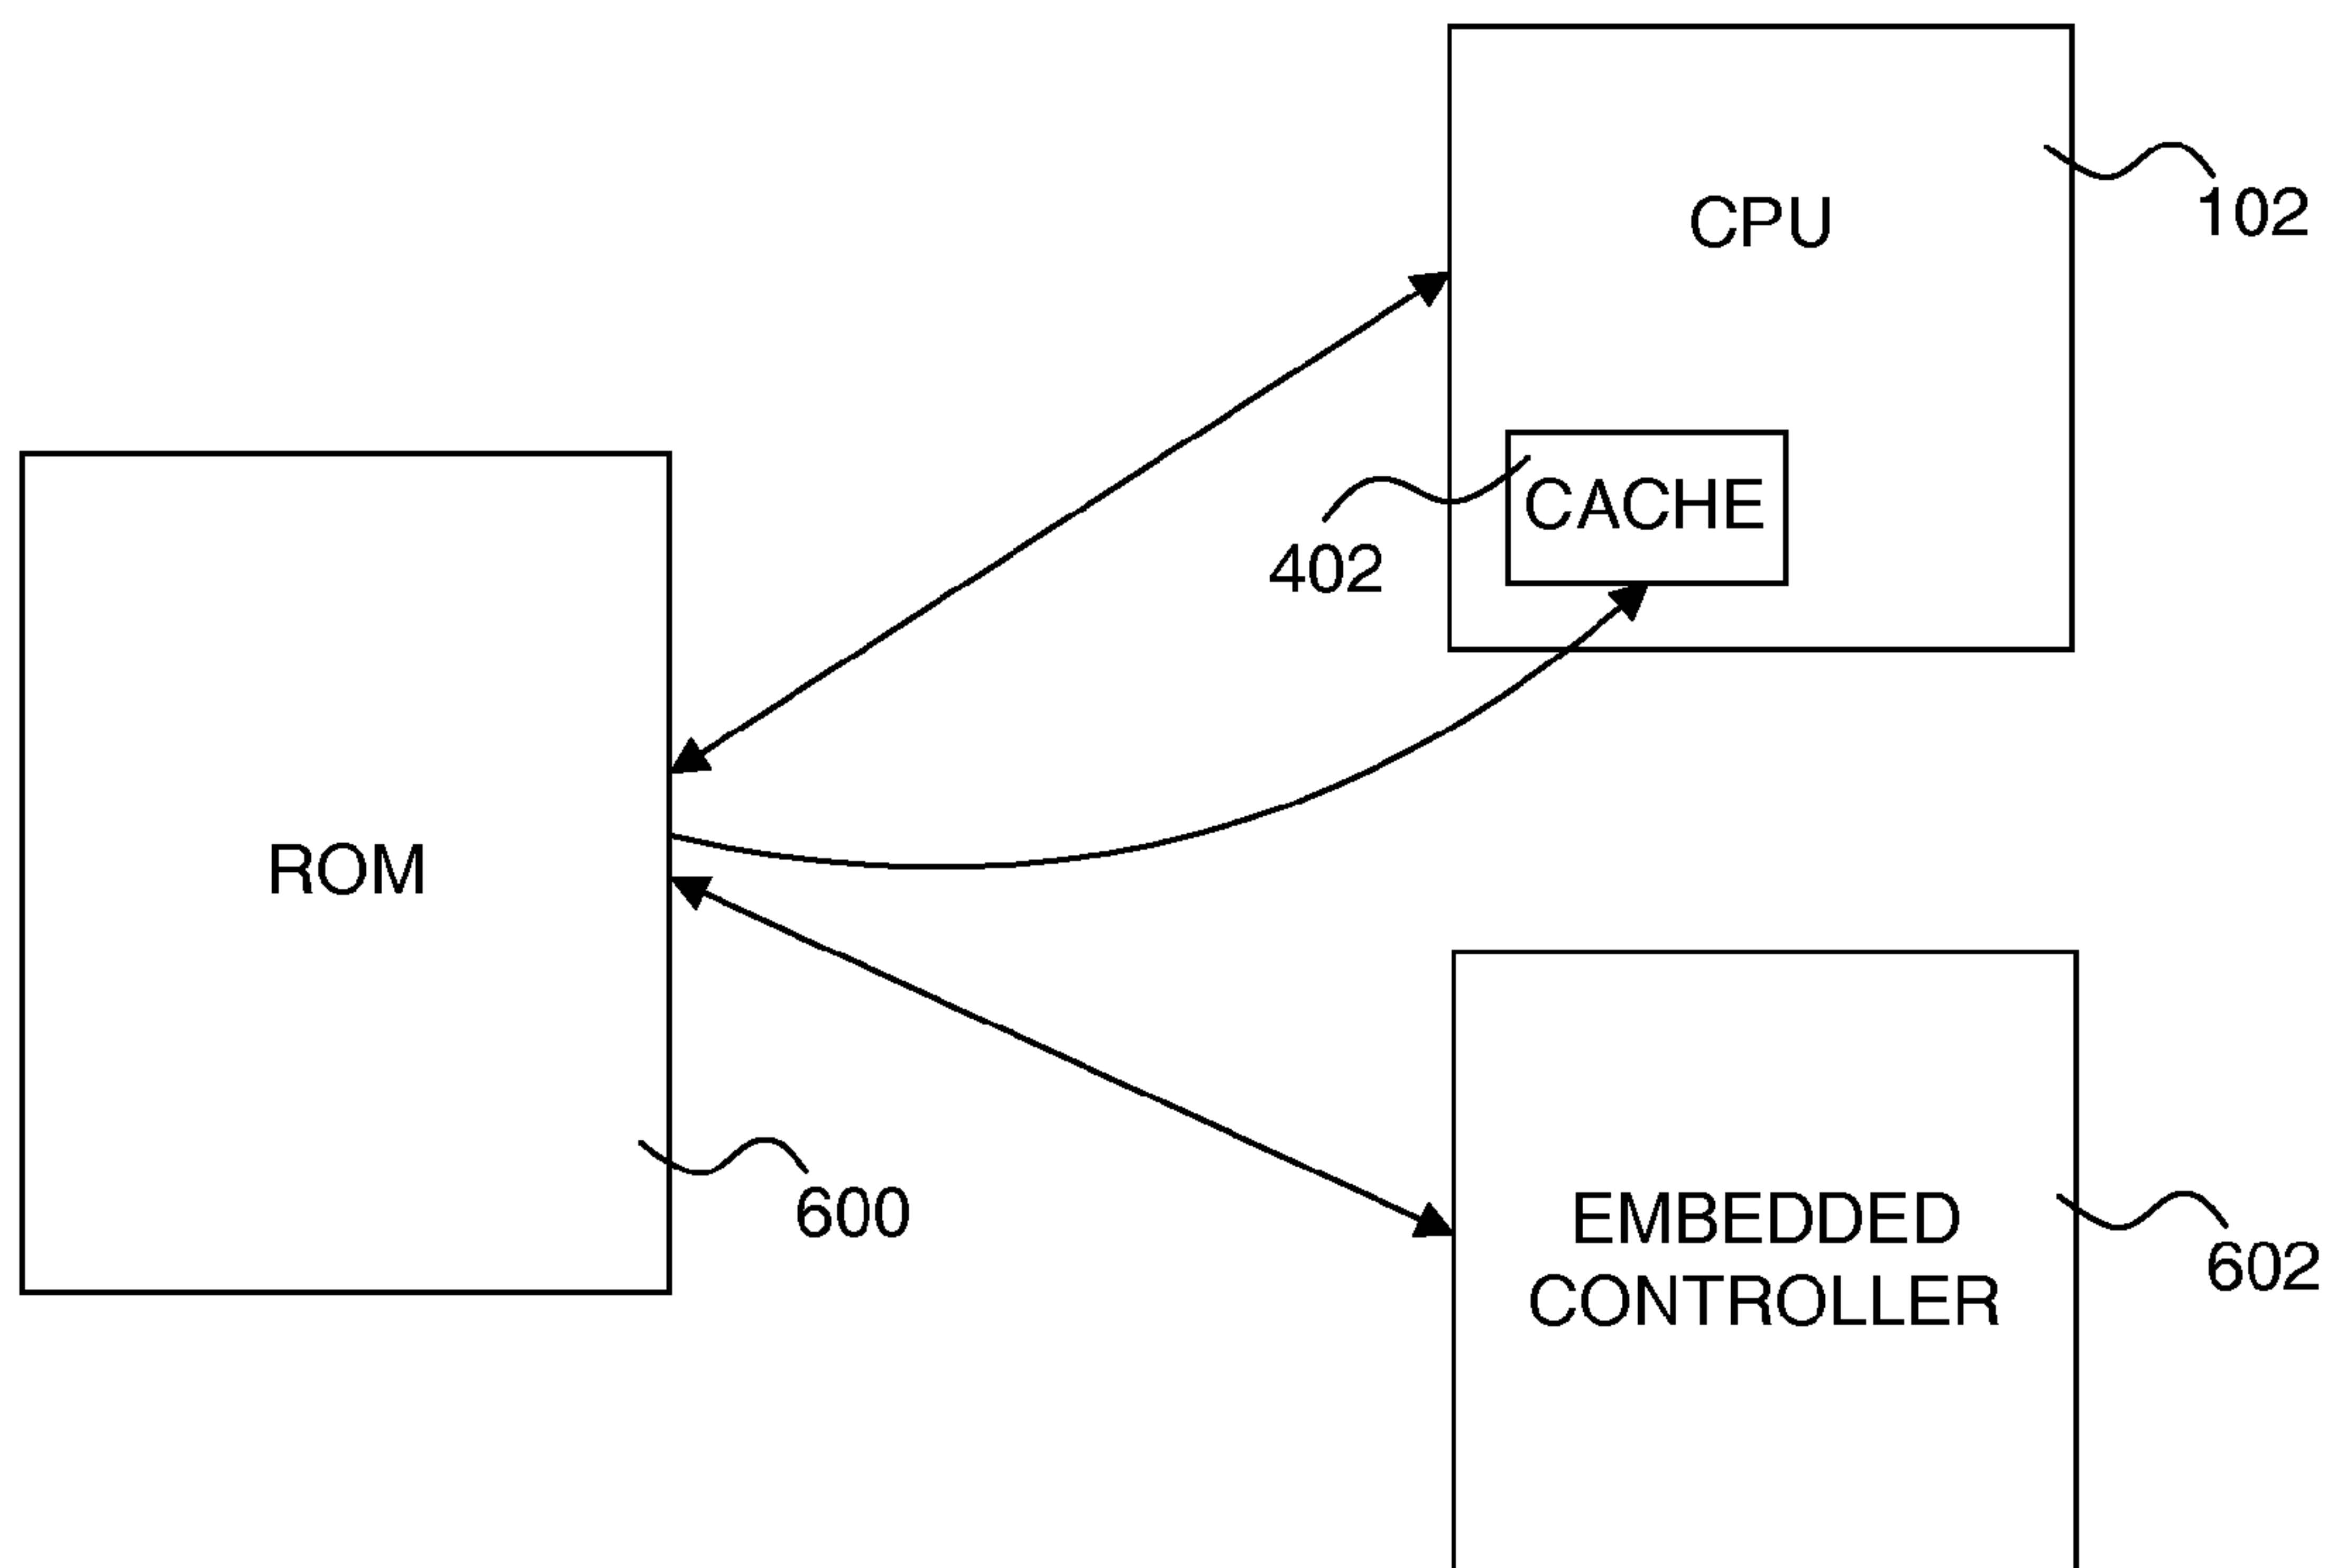 CPU
102
CACHE
402
ROM
600
EMBEDDED
CONTROLLER
602